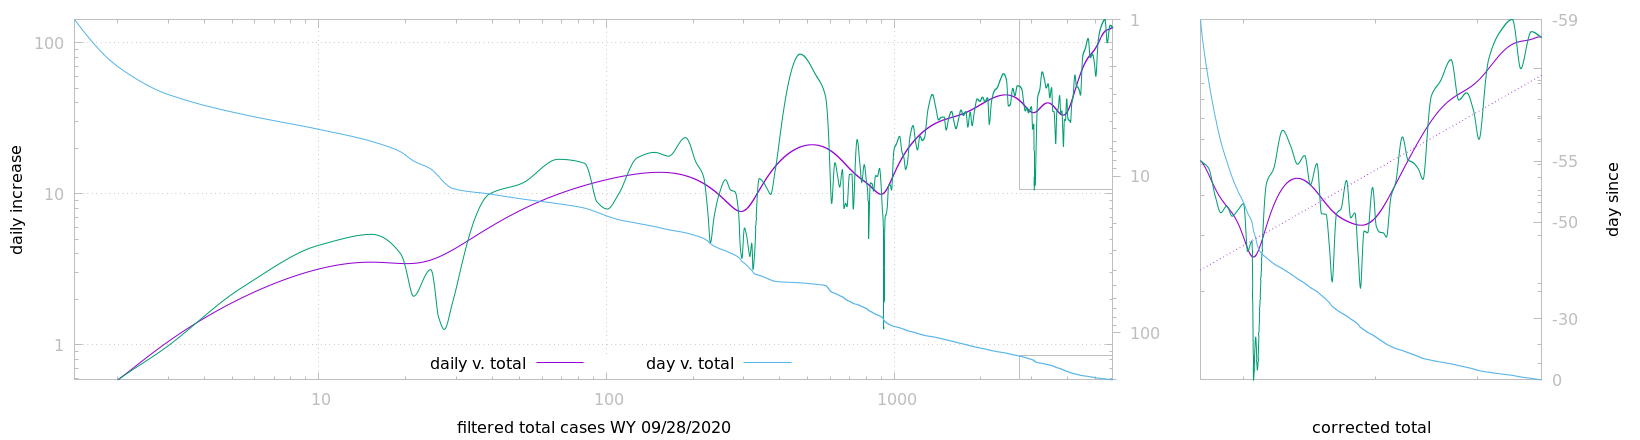 100
10
1
daily increase
10
100
1000
filtered total cases WY 09/28/2020
daily v. total
day v. total
1
10
100
-59
-55
-50
-30
0
day since
corrected total